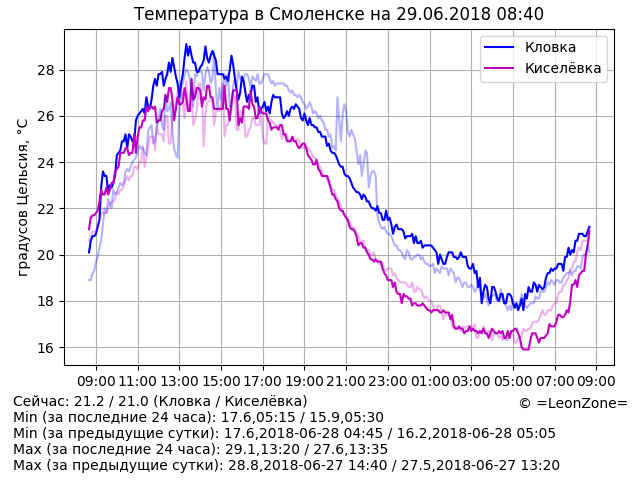 Температура в Смоленске на 29.06.2018 08:40
Кловка
Киселёвка
градусов Цельсия, °C
28
26
24
22
20
18
16
09:00 11:00 13:00 15:00 17:00 19:00 21:00 23:00 01:00 03:00 05:00 07:00 09:00
Сейчас: 21.2 / 21.0 (Кловка / Киселёвка)
© =LeonZone=
Min (за последние 24 часа): 17.6,05:15 / 15.9,05:30
Min (за предыдущие сутки): 17.6,2018-06-28 04:45 / 16.2,2018-06-28 05:05
Max (за последние 24 часа): 29.1,13:20 / 27.6,13:35
Max (за предыдущие сутки): 28.8,2018-06-27 14:40 / 27.5,2018-06-27 13:20